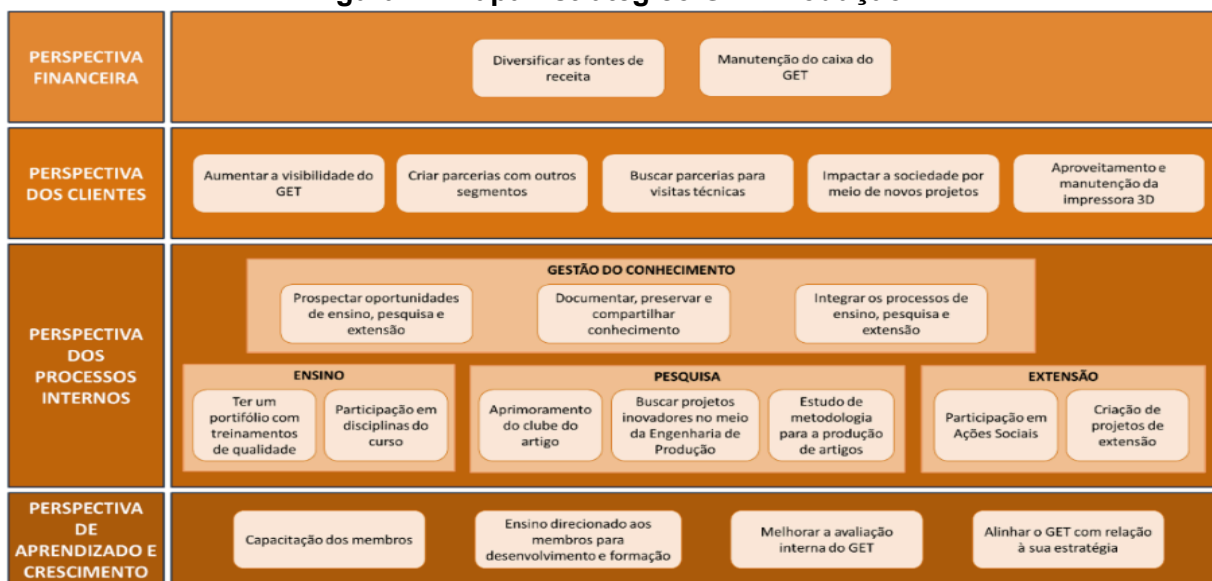 PERSPECTIVA
FINANCEIRA
Diversificar as fontes de
receita
Manutenção do caixa do
GET
PERSPECTIVA
DOS CLIENTES
Aumentar a visibilidade do
GET
Criar parcerias com outros
segmentos
Buscar parcerias para
visitas técnicas
Impactar a sociedade por
meio de novos projetos
Aproveitamento e
manutenção da
impressora 3D
PERSPECTIVA
DOS
PROCESSOS
INTERNOS
GESTÃO DO CONHECIMENTO
Prospectar oportunidades
de ensino, pesquisa e
extensão
Documentar, preservar e
compartilhar
conhecimento
Integrar os processos de
ensino, pesquisa e
extensão
ENSINO
Ter um
portifólio com
treinamentos
de qualidade
Participação em
disciplinas do
curso
PESQUISA
Aprimoramento
do clube do
artigo
Buscar projetos
inovadores no meio
da Engenharia de
Produção
Estudo de
metodologia
para a produção
de artigos
EXTENSÃO
Participação em
Ações Sociais
Criação de
projetos de
extensão
PERSPECTIVA
DE
APRENDIZADO E
CRESCIMENTO
Capacitação dos membros
Ensino direcionado aos
membros para
desenvolvimento e formação
Melhorar a avaliação
interna do GET
Alinhar o GET com relação
à sua estratégia